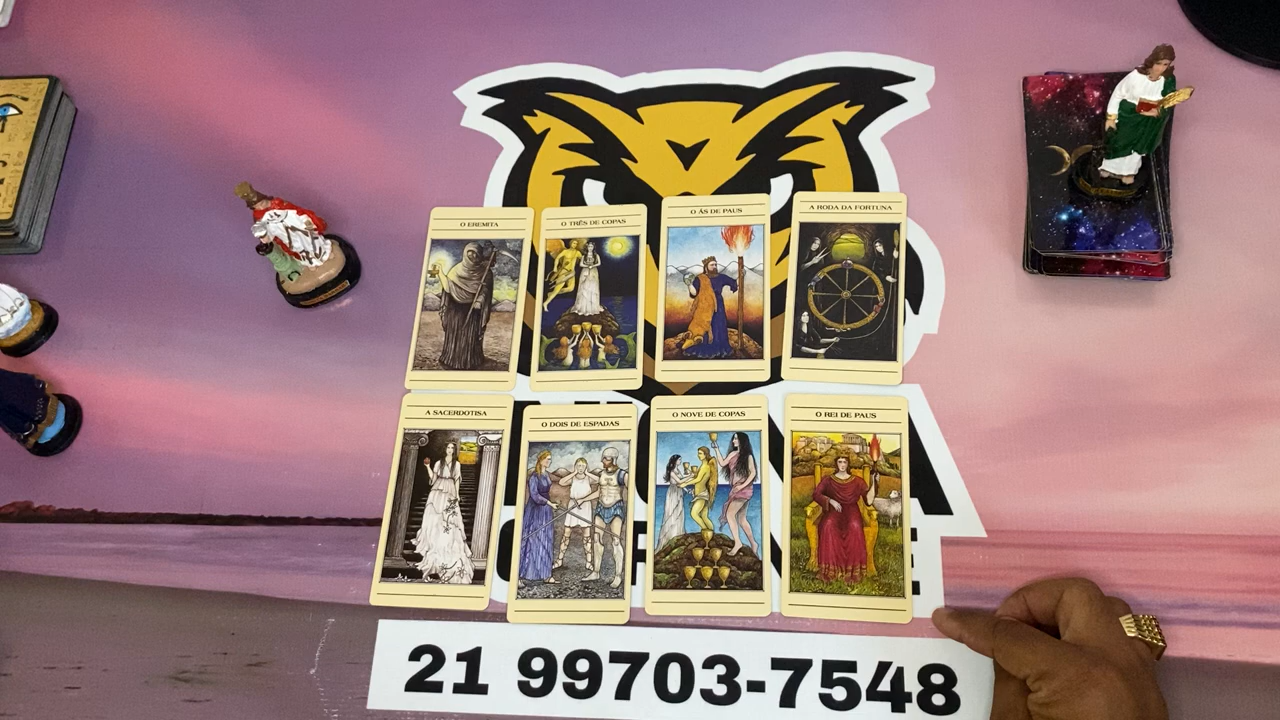 O EREMITA
O TRÊS DE COPAS
O ÁS DE PAUS
A RODA DA FORTUNA
A SACERDOTISA
O DOIS DE ESPADAS
O NOVE DE COPAS
O REI DE PAUS
21 99703-7548